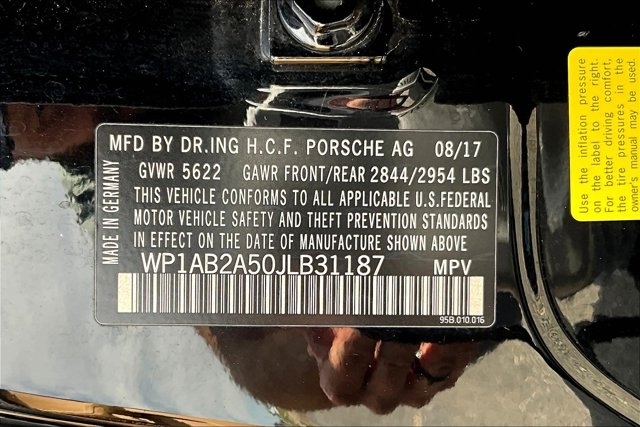 MFD BY DR.ING H.C.F. PORSCHE AG 08/17
GVWR 5622 GAWR FRONT/REAR 2844/2954 LBS
THIS VEHICLE CONFORMS TO ALL APPLICABLE U.S.FEDERAL
MOTOR VEHICLE SAFETY AND THEFT PREVENTION STANDARDS
IN EFFECT ON THE DATE OF MANUFACTURE SHOWN ABOVE
WP1AB2A50JLB31187 MPV
95B.010.016
MADE IN GERMANY
Use the inflation pressure
on the label to the right.
For better driving comfort,
the tire pressures in the
owner's manual may be used.